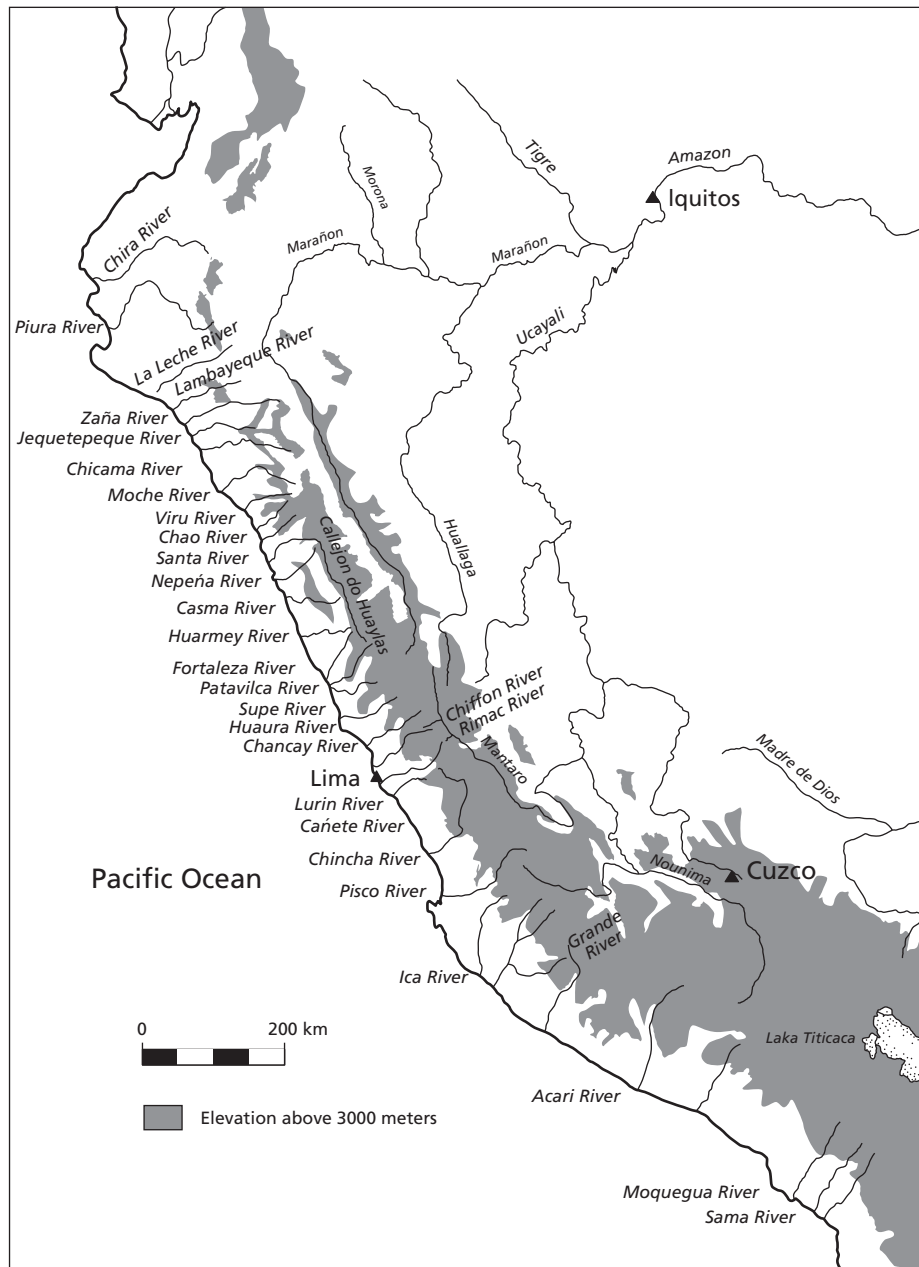 Tigre
Amazon
Iquitos
Morona
Chira River
Marañon
Marañon
Ucayali
Piura River
La Leche River
Lambayeque River
Zaña River
Jequetepeque River
Chicama River
Moche River
Viru River
Chao River
Santa River
Nepeńa River
Casma River
Huarmey River
Callejon do Huaylas
Huallaga
Fortaleza River
Patavilca River
Supe River
Huaura River
Chancay River
Chiffon River
Rimac River
Mantaro
Madre de Dios
Lima
Lurin River
Cańete River
Chincha River
Pisco River
Pacific Ocean
Nounima
Cuzco
Grande
River
Ica River
0 200 km
Laka Titicaca
Acari River
Elevation above 3000 meters
Moquegua River
Sama River